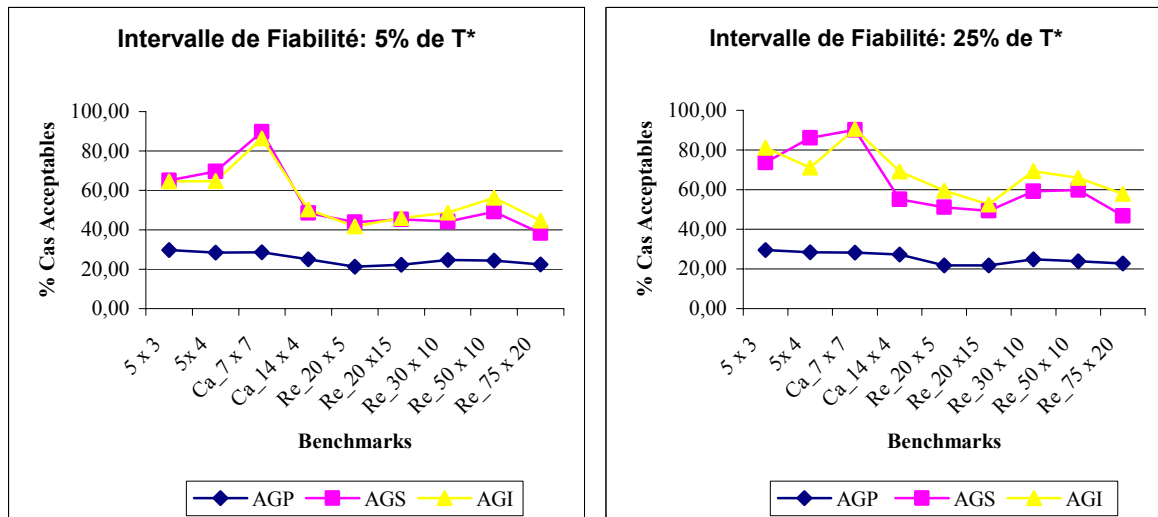 Intervalle de Fiabilité: 5% de T*
% Cas Acceptables
100,00
80,00
60,00
40,00
20,00
0,00
5 x 3
5x 4
Ca_7 x 7
Ca_14 x 4
Re_20 x 5
Re_20 x15
Re_30 x 10
Re_50 x 10
Re_75 x 20
Benchmarks
AGP
AGS
AGI
Intervalle de Fiabilité: 25% de T*
% Cas Acceptables
100,00
80,00
60,00
40,00
20,00
0,00
5 x 3
5x 4
Ca_7 x 7
Ca_14 x 4
Re_20 x 5
Re_20 x15
Re_30 x 10
Re_50 x 10
Re_75 x 20
Benchmarks
AGP
AGS
AGI